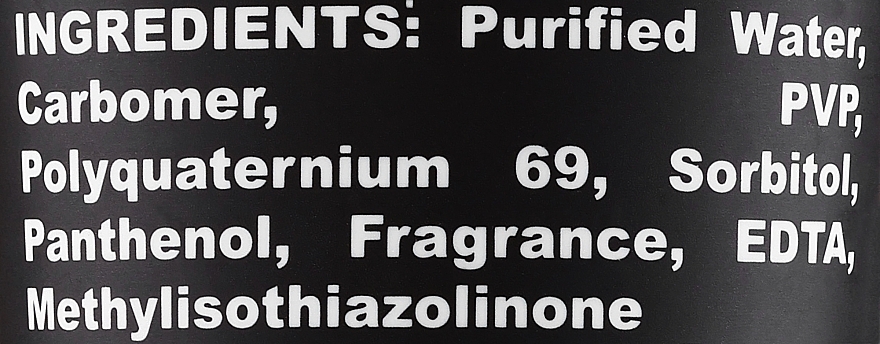 INGREDIENTS: Purified Water,
Carbomer, PVP,
Polyquaternium 69, Sorbitol,
Panthenol, Fragrance, EDTA,
Methylisothiazolinone